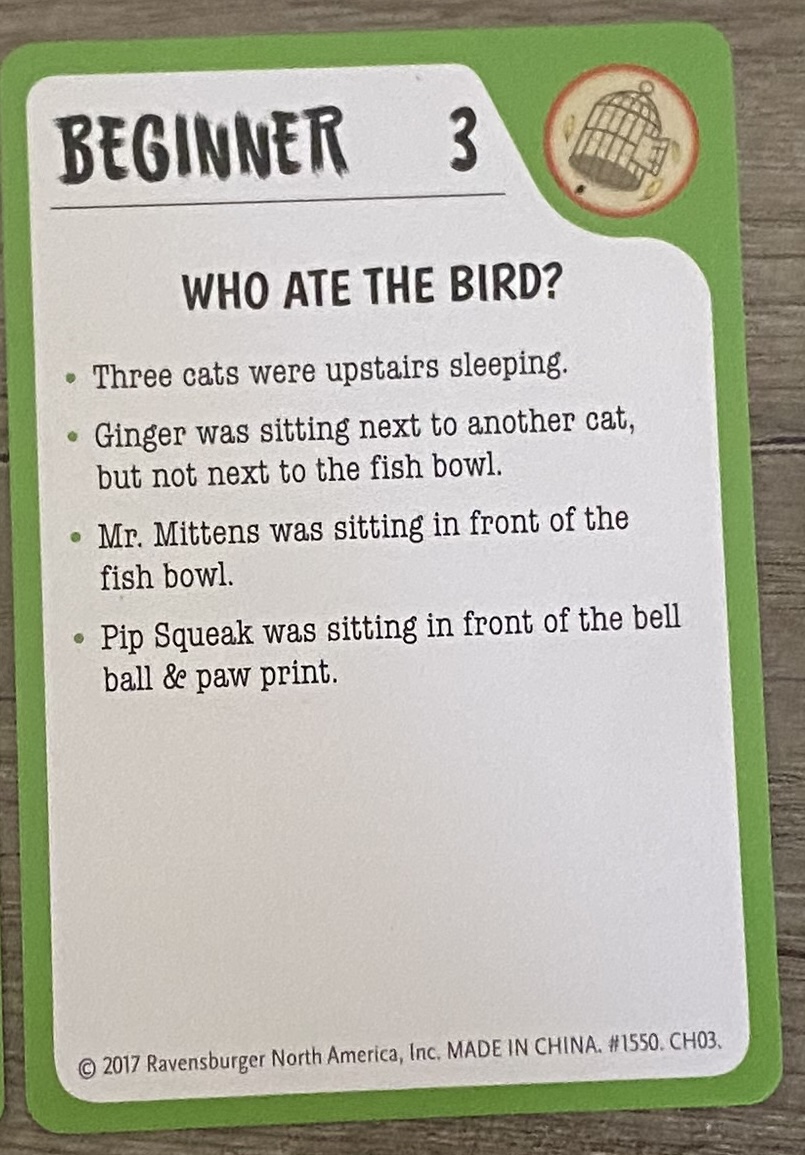 BEGINNER 3
WHO ATE THE BIRD?
• Three cats were upstairs sleeping.
• Ginger was sitting next to another cat,
but not next to the fish bowl.
• Mr. Mittens was sitting in front of the
fish bowl.
• Pip Squeak was sitting in front of the bell
ball & paw print.
© 2017 Ravensburger North America, Inc. MADE IN CHINA. #1550. CH03.